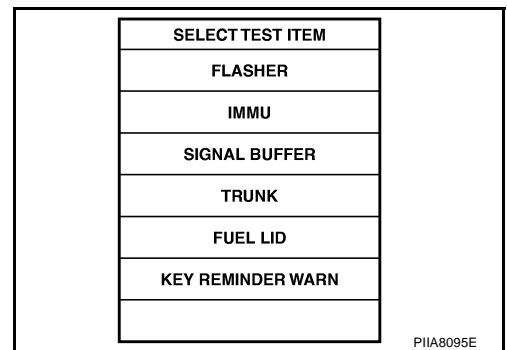 SELECT TEST ITEM
FLASHER
IMMU
SIGNAL BUFFER
TRUNK
FUEL LID
KEY REMINDER WARN
PIIA8095E